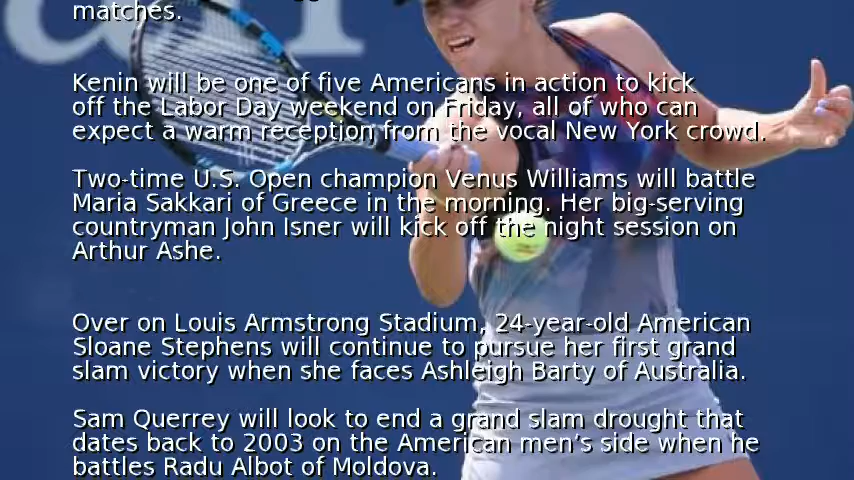 matches.
Kenin will be one of five Americans in action to kick
off the Labor Day weekend on Friday, all of who can
expect a warm reception from the vocal New York crowd.
Two-time U.S. Open champion Venus Williams will battle
Maria Sakkari of Greece in the morning. Her big-serving
countryman John Isner will kick off the night session on
Arthur Ashe.
Over on Louis Armstrong Stadium, 24-year-old American
Sloane Stephens will continue to pursue her first grand
slam victory when she faces Ashleigh Barty of Australia.
Sam Querrey will look to end a grand slam drought that
dates back to 2003 on the American men’s side when he
battles Radu Albot of Moldova.